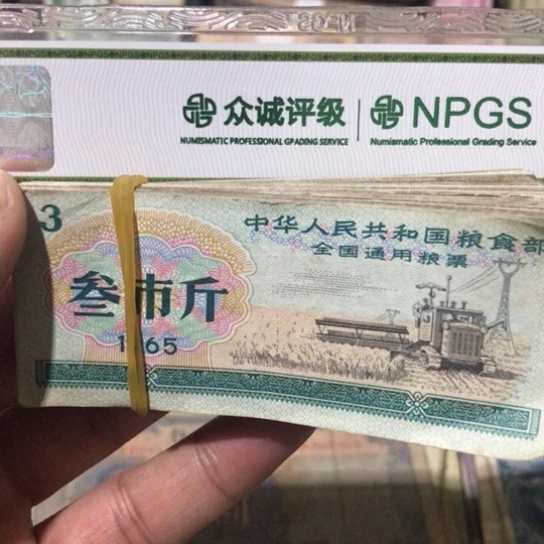 众诚评级 NPGS
NUMISMATIC PROFESSIONAL GPADING SERVICE Numismatic Professional Grading Service
3
中华人民共和国粮食部
全国通用粮票
叁市斤
1965